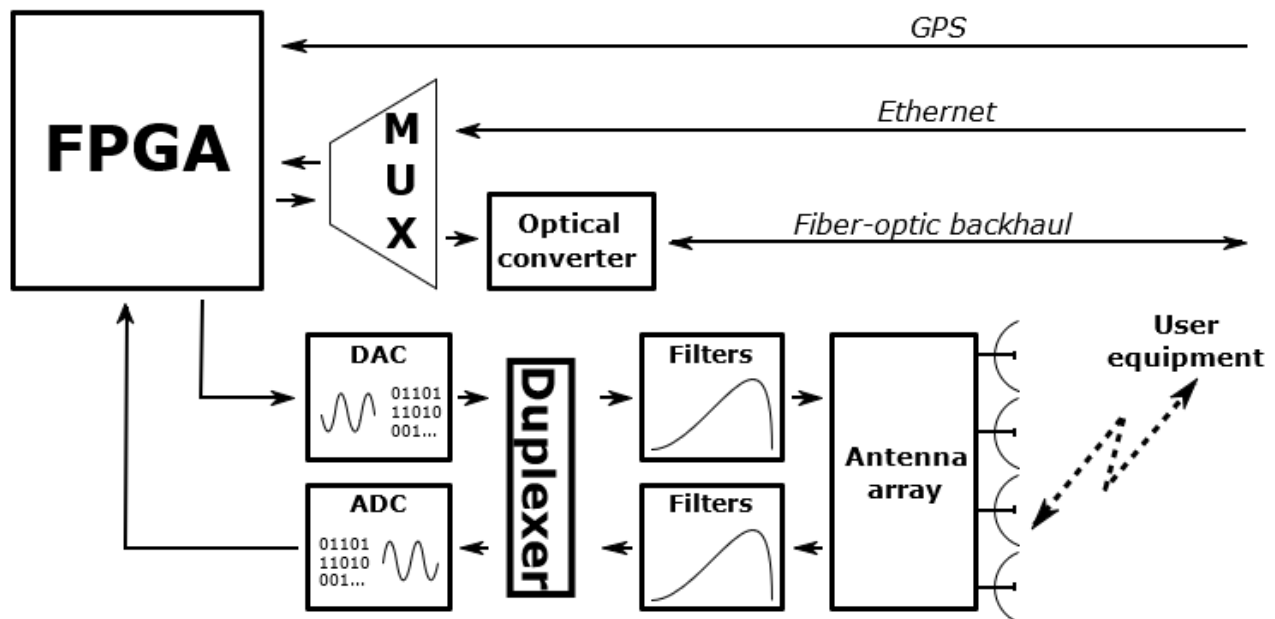 GPS
FPGA
Ethernet
M
U
X
Optical
converter
Fiber-optic backhaul
DAC
01101
11010
001...
Duplexer
Filters
Antenna
array
User
equipment
ADC
01101
11010
001...
Filters